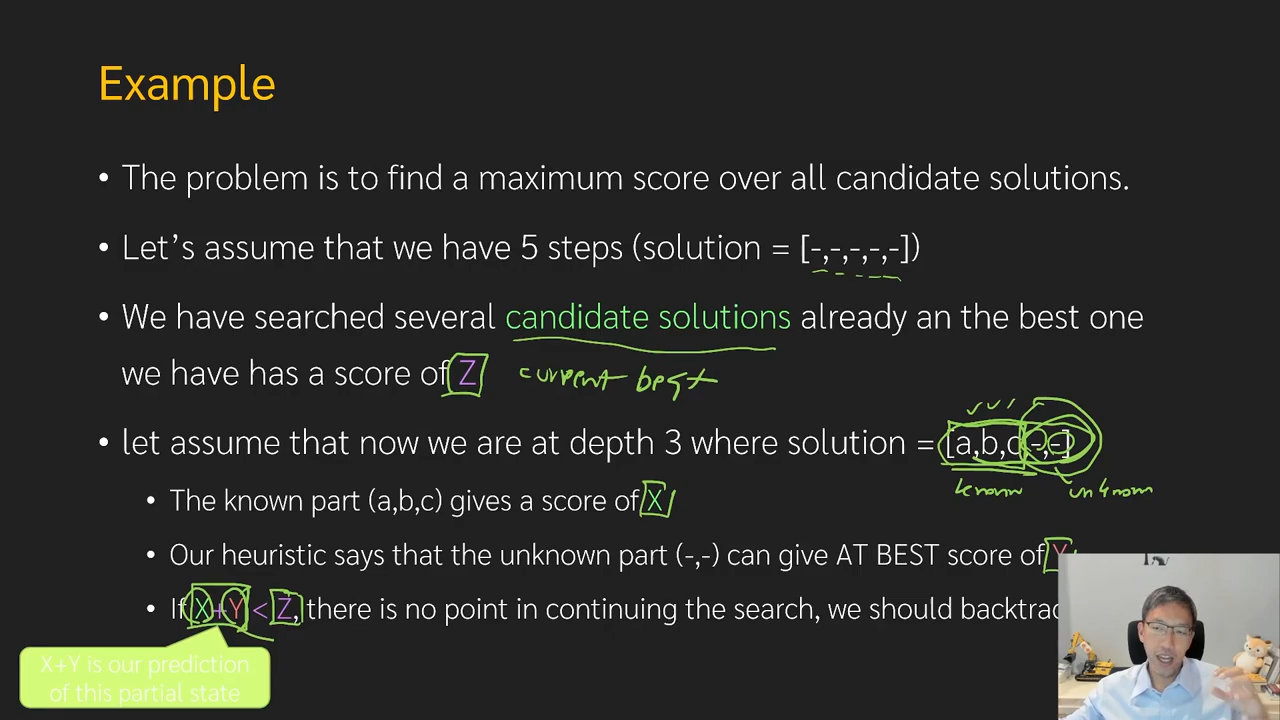 Example
• The problem is to find a maximum score over all candidate solutions.
• Let's assume that we have 5 steps (solution = [-,-,-,-,-])
• We have searched several candidate solutions already an the best one
we have has a score of Z current best
• let assume that now we are at depth 3 where solution = [a,b,c,-,-]
known unknown
• The known part (a,b,c) gives a score of X
• Our heuristic says that the unknown part (-,-) can give AT BEST score of Y
• If X+Y < Z, there is no point in continuing the search, we should
X+Y is our prediction
of this partial state